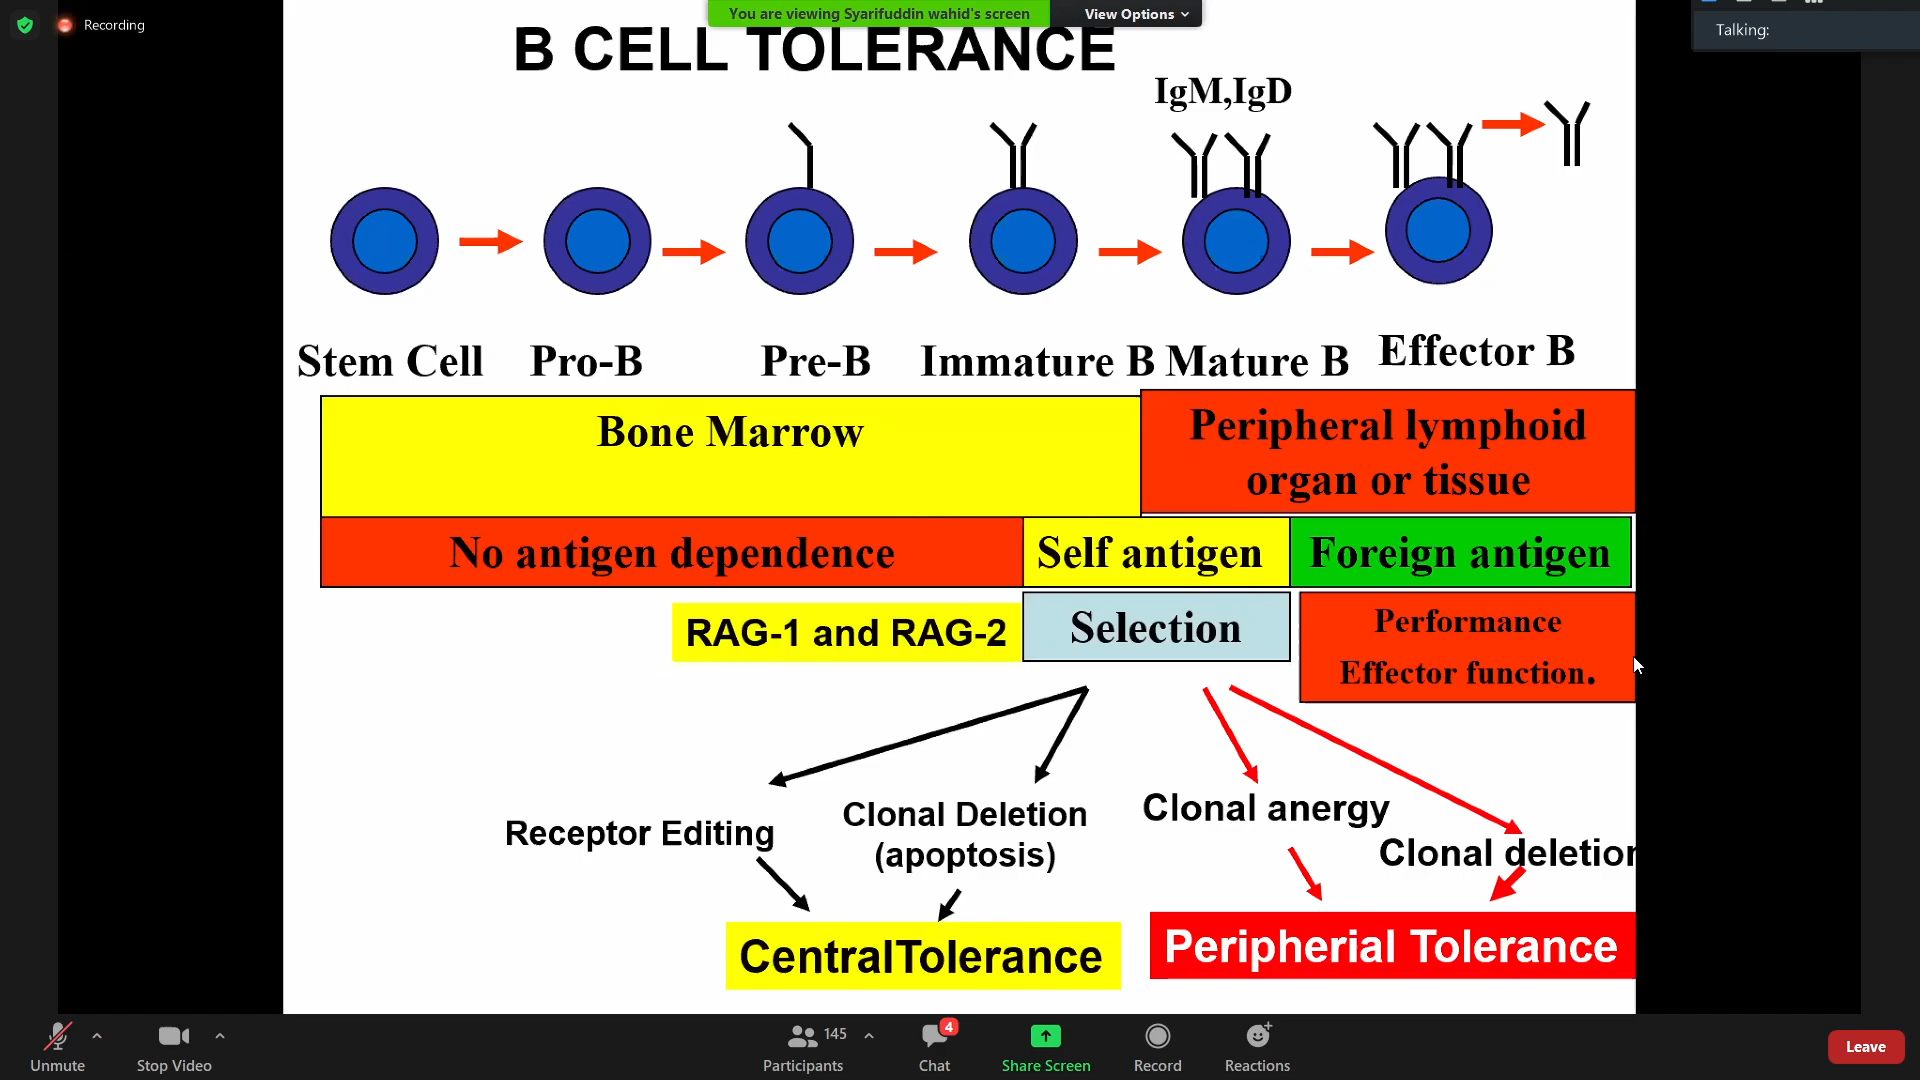 Recording
You are viewing Syarifuddin wahid's screen
View Options
Talking:
B CELL TOLERANCE
IgM,IgD
Stem Cell
Pro-B
Pre-B
Immature B
Mature B
Effector B
Bone Marrow
Peripheral lymphoid
organ or tissue
No antigen dependence
Self antigen
Foreign antigen
RAG-1 and RAG-2
Selection
Performance
Effector function.
Receptor Editing
Clonal Deletion
(apoptosis)
Clonal anergy
Clonal deletion
CentralTolerance
Peripherial Tolerance
Unmute
Stop Video
145
Participants
4
Chat
Share Screen
Record
Reactions
Leave